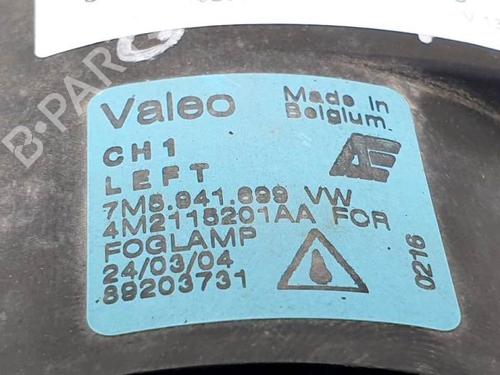 B-PARTS
Valeo
Made in
Belgium.
CH1
LEFT
7M5.941.699 VW
4M2115201AA FOR
FOGLAMP
24/03/04
89203731
0216